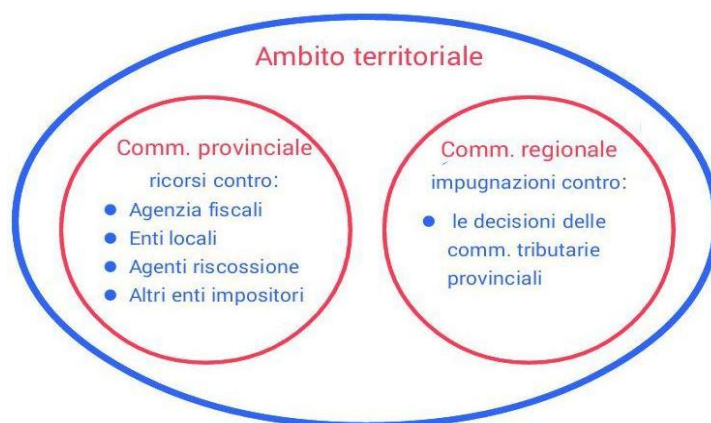 Ambito territoriale
Comm. provinciale
ricorsi contro:
● Agenzia fiscali
● Enti locali
● Agenti riscossione
● Altri enti impositori
Comm. regionale
impugnazioni contro:
● le decisioni delle
comm. tributarie
provinciali